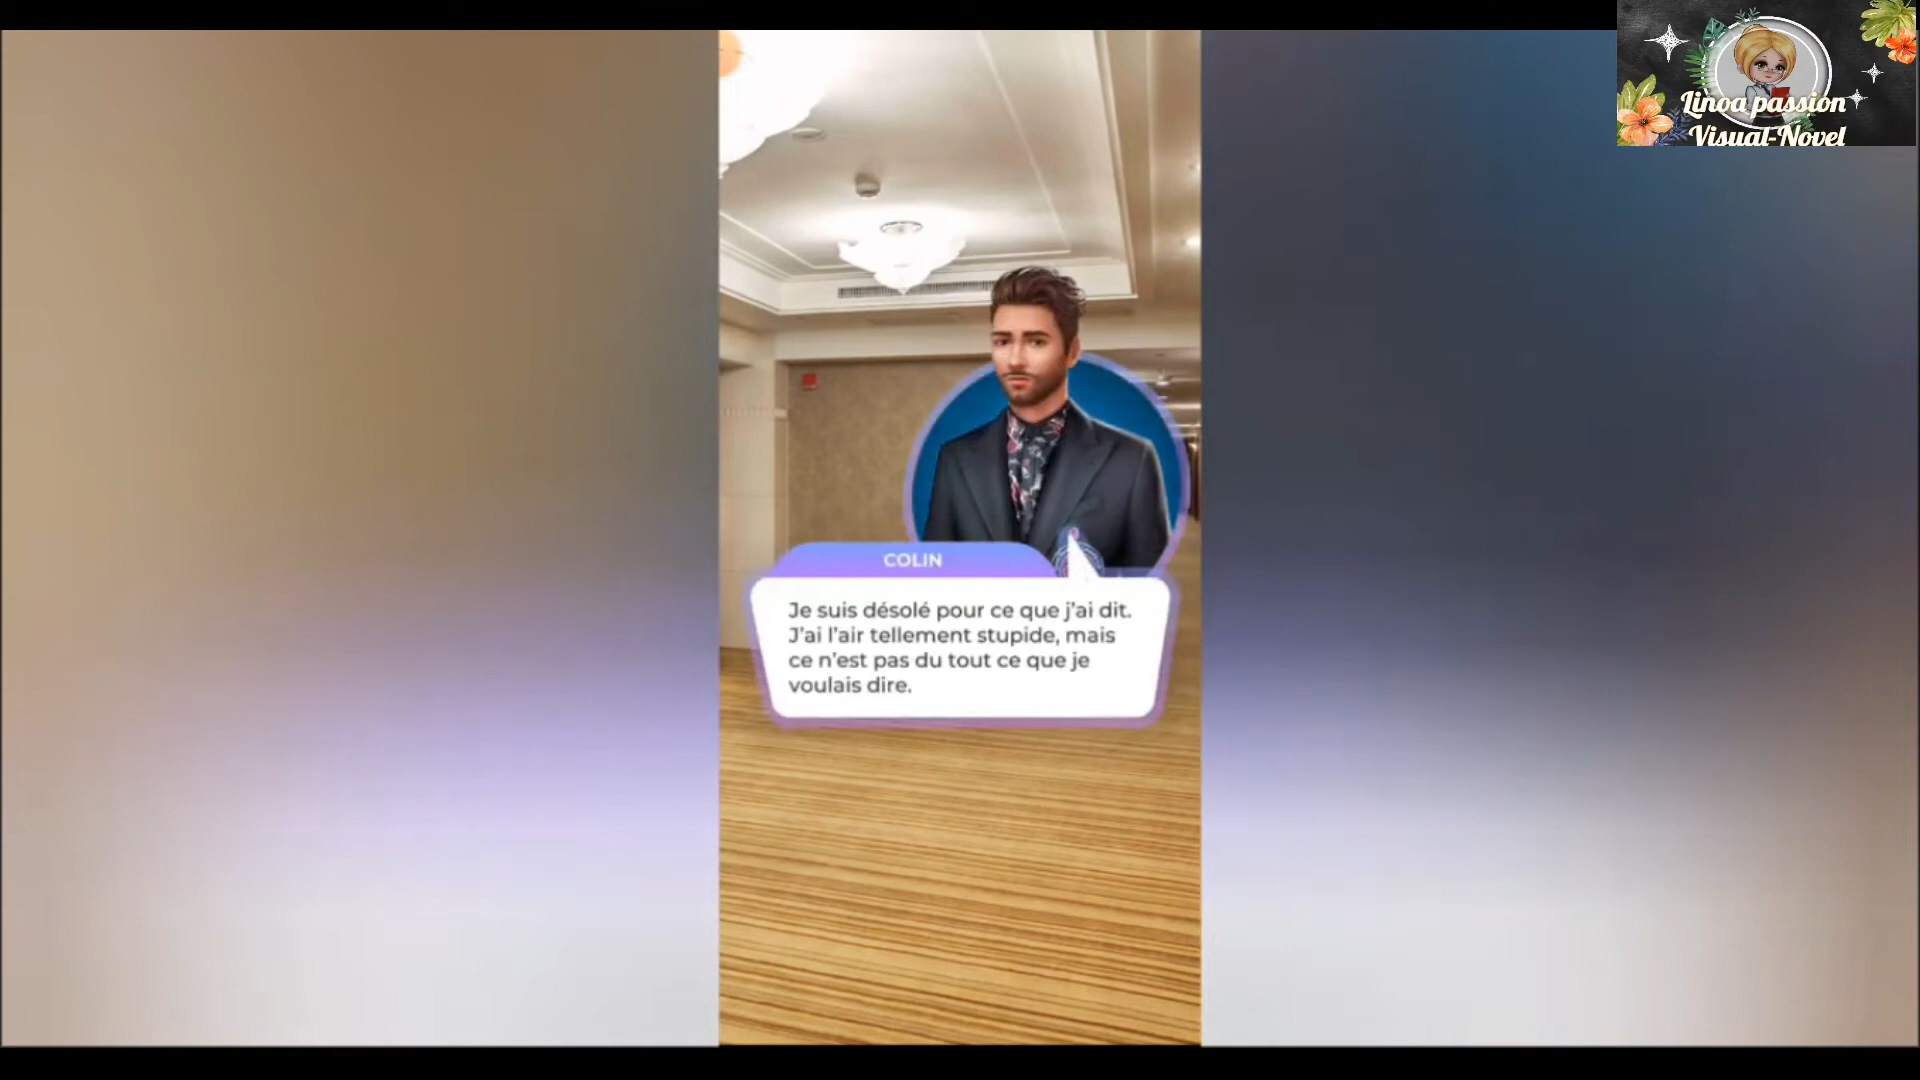 Linoa passion
Visual-Novel
COLIN
Je suis désolé pour ce que j'ai dit.
J'ai l'air tellement stupide, mais
ce n'est pas du tout ce que je
voulais dire.